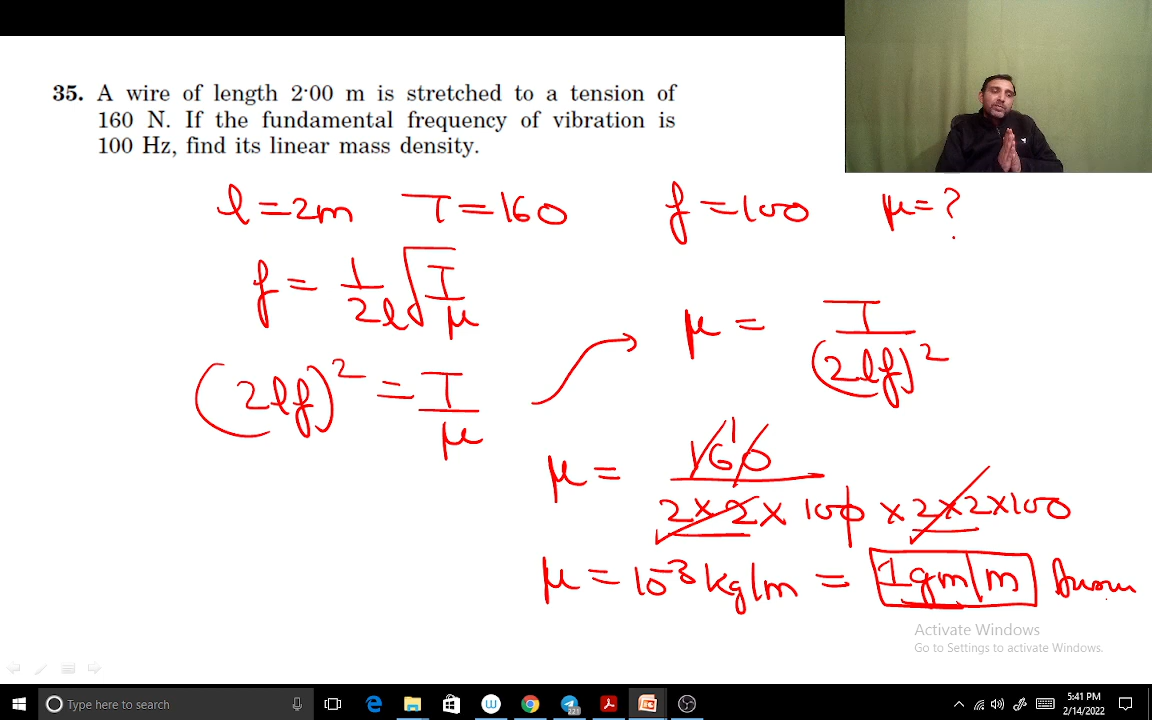 35. A wire of length 2·00 m is stretched to a tension of
160 N. If the fundamental frequency of vibration is
100 Hz, find its linear mass density.
l = 2m T = 160 f = 100 μ = ?
f = 1/2l √T/μ
(2lf)² = T/μ
μ = T/(2lf)²
μ = 160/2×2×100×2×2×100
μ = 10⁻³ kg/m = 1gm/m
Activate Windows
Go to Settings to activate Windows.
Type here to search
221
5:41 PM
2/14/2022